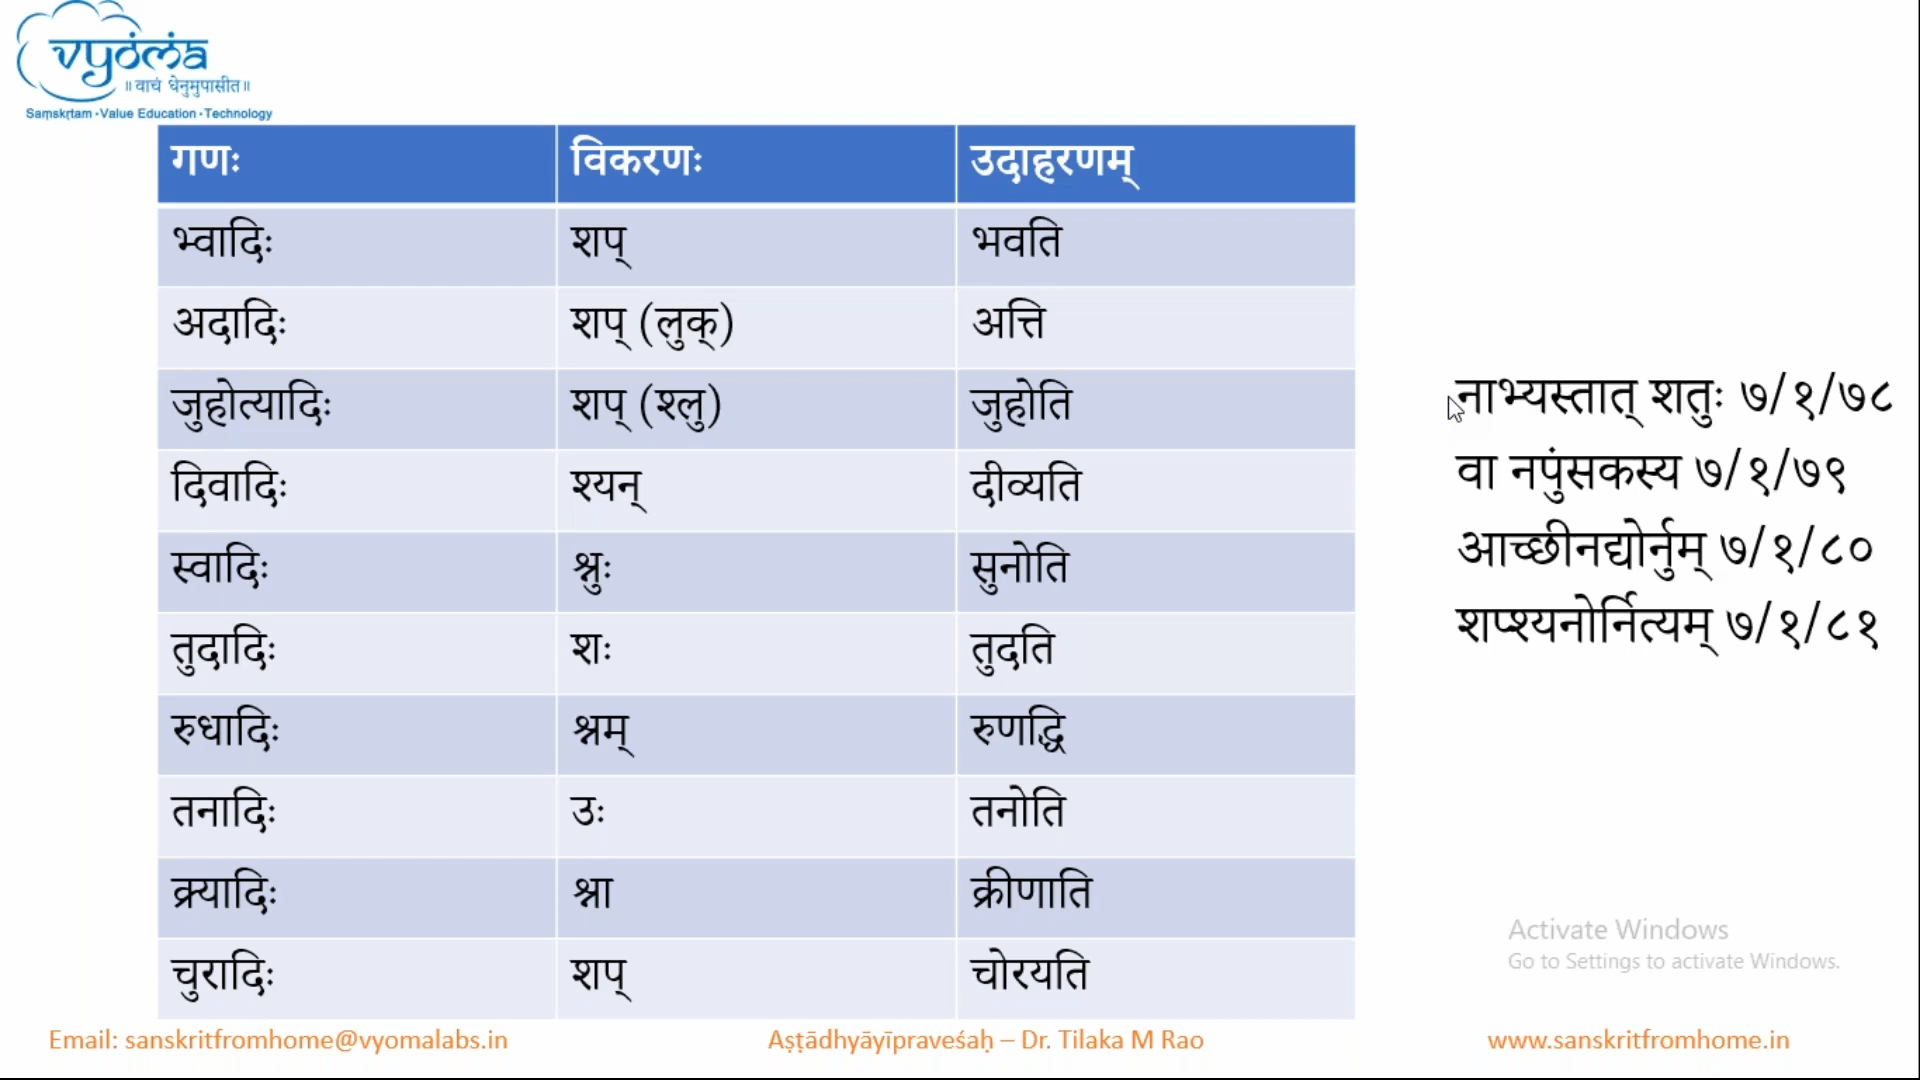 vyoma
॥ वाचं धेनुमुपासीत॥
Saṃskṛtam • Value Education • Technology
गणः विकरणः उदाहरणम्
भ्वादिः शप् भवति
अदादिः शप् (लुक्) अत्ति
जुहोत्यादिः शप् (श्लु) जुहोति
दिवादिः श्यन् दीव्यति
स्वादिः श्नुः सुनोति
तुदादिः शः तुदति
रुधादिः श्नम् रुणद्धि
तनादिः उः तनोति
क्र्यादिः श्ना क्रीणाति
चुरादिः शप् चोरयति
नाभ्यस्तात् शतुः ७/१/७८
वा नपुंसकस्य ७/१/७९
आच्छीनद्योर्नुम् ७/१/८०
शप्श्यनोर्नित्यम् ७/१/८१
Activate Windows
Go to Settings to activate Windows.
Email: sanskritfromhome@vyomalabs.in Aṣṭādhyāyīpraveśaḥ – Dr. Tilaka M Rao www.sanskritfromhome.in